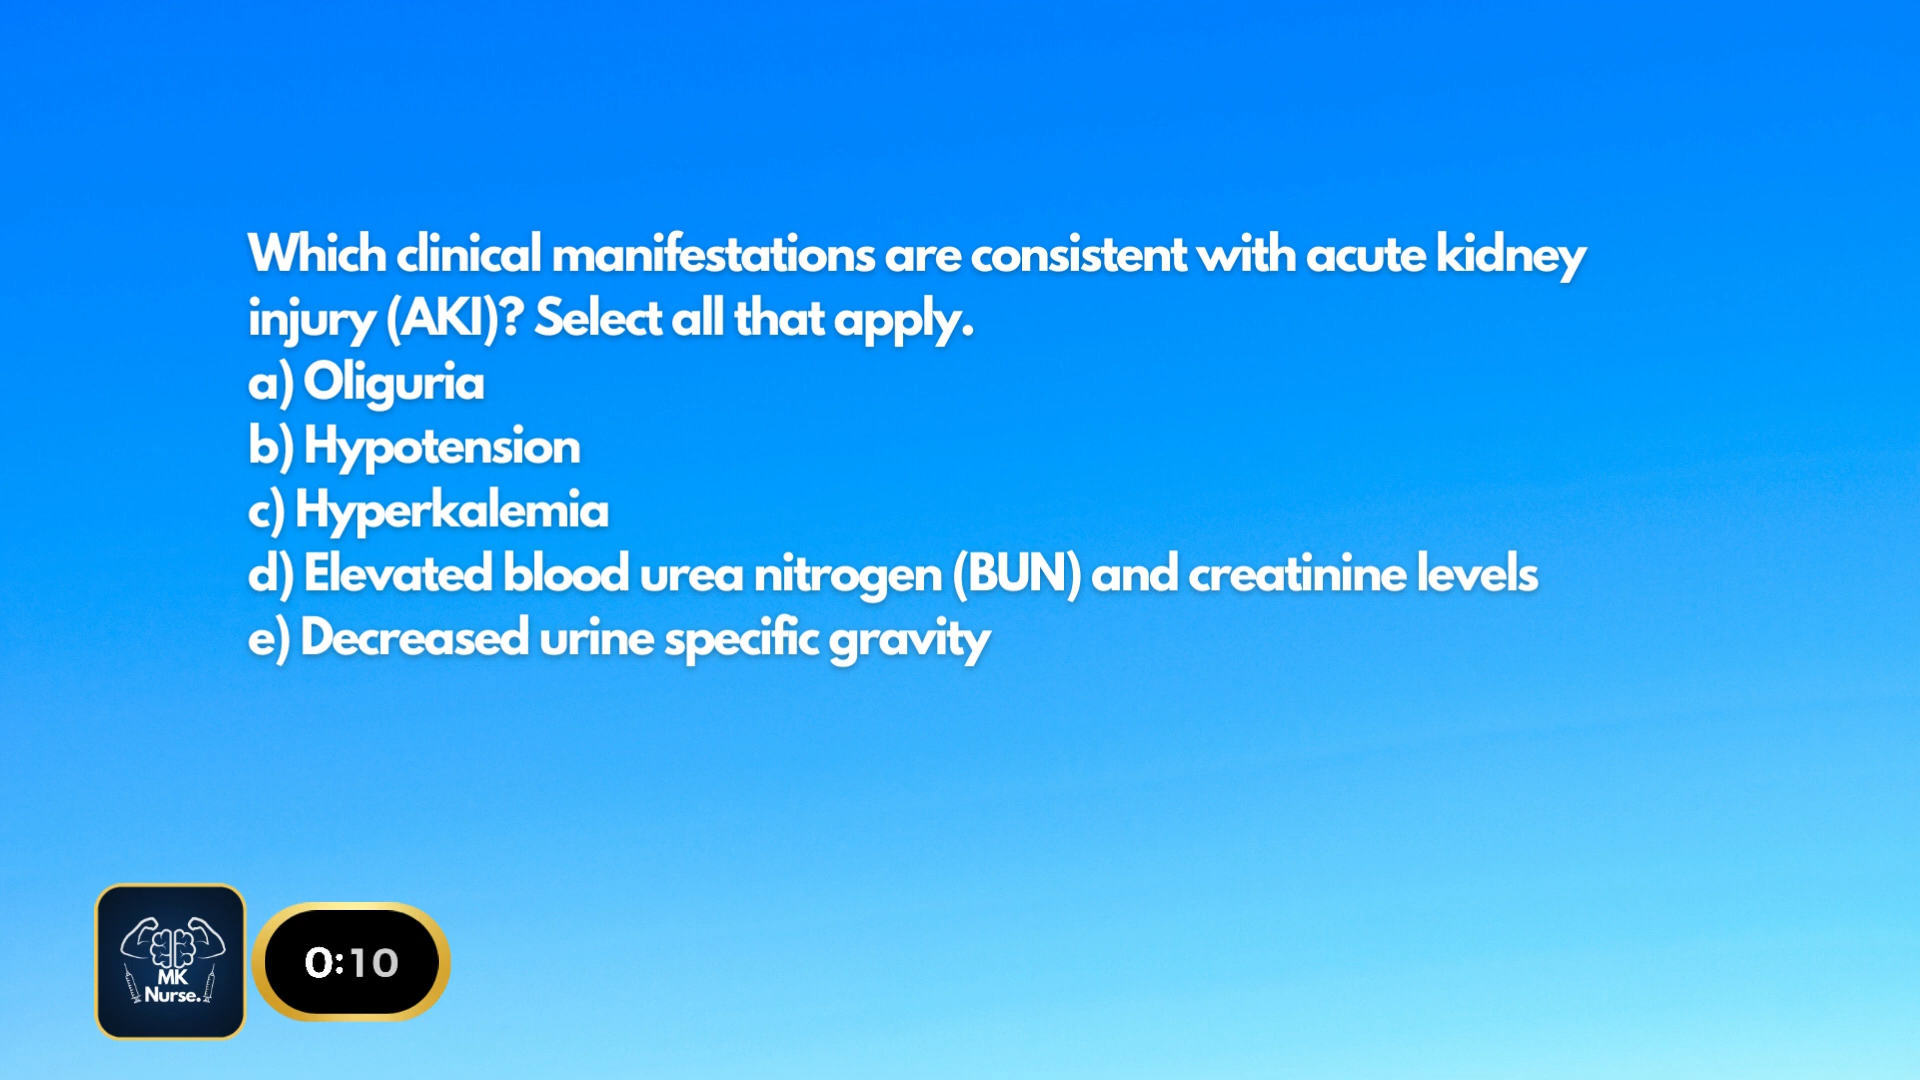 Which clinical manifestations are consistent with acute kidney
injury (AKI)? Select all that apply.
a) Oliguria
b) Hypotension
c) Hyperkalemia
d) Elevated blood urea nitrogen (BUN) and creatinine levels
e) Decreased urine specific gravity
MK
Nurse.
0:10